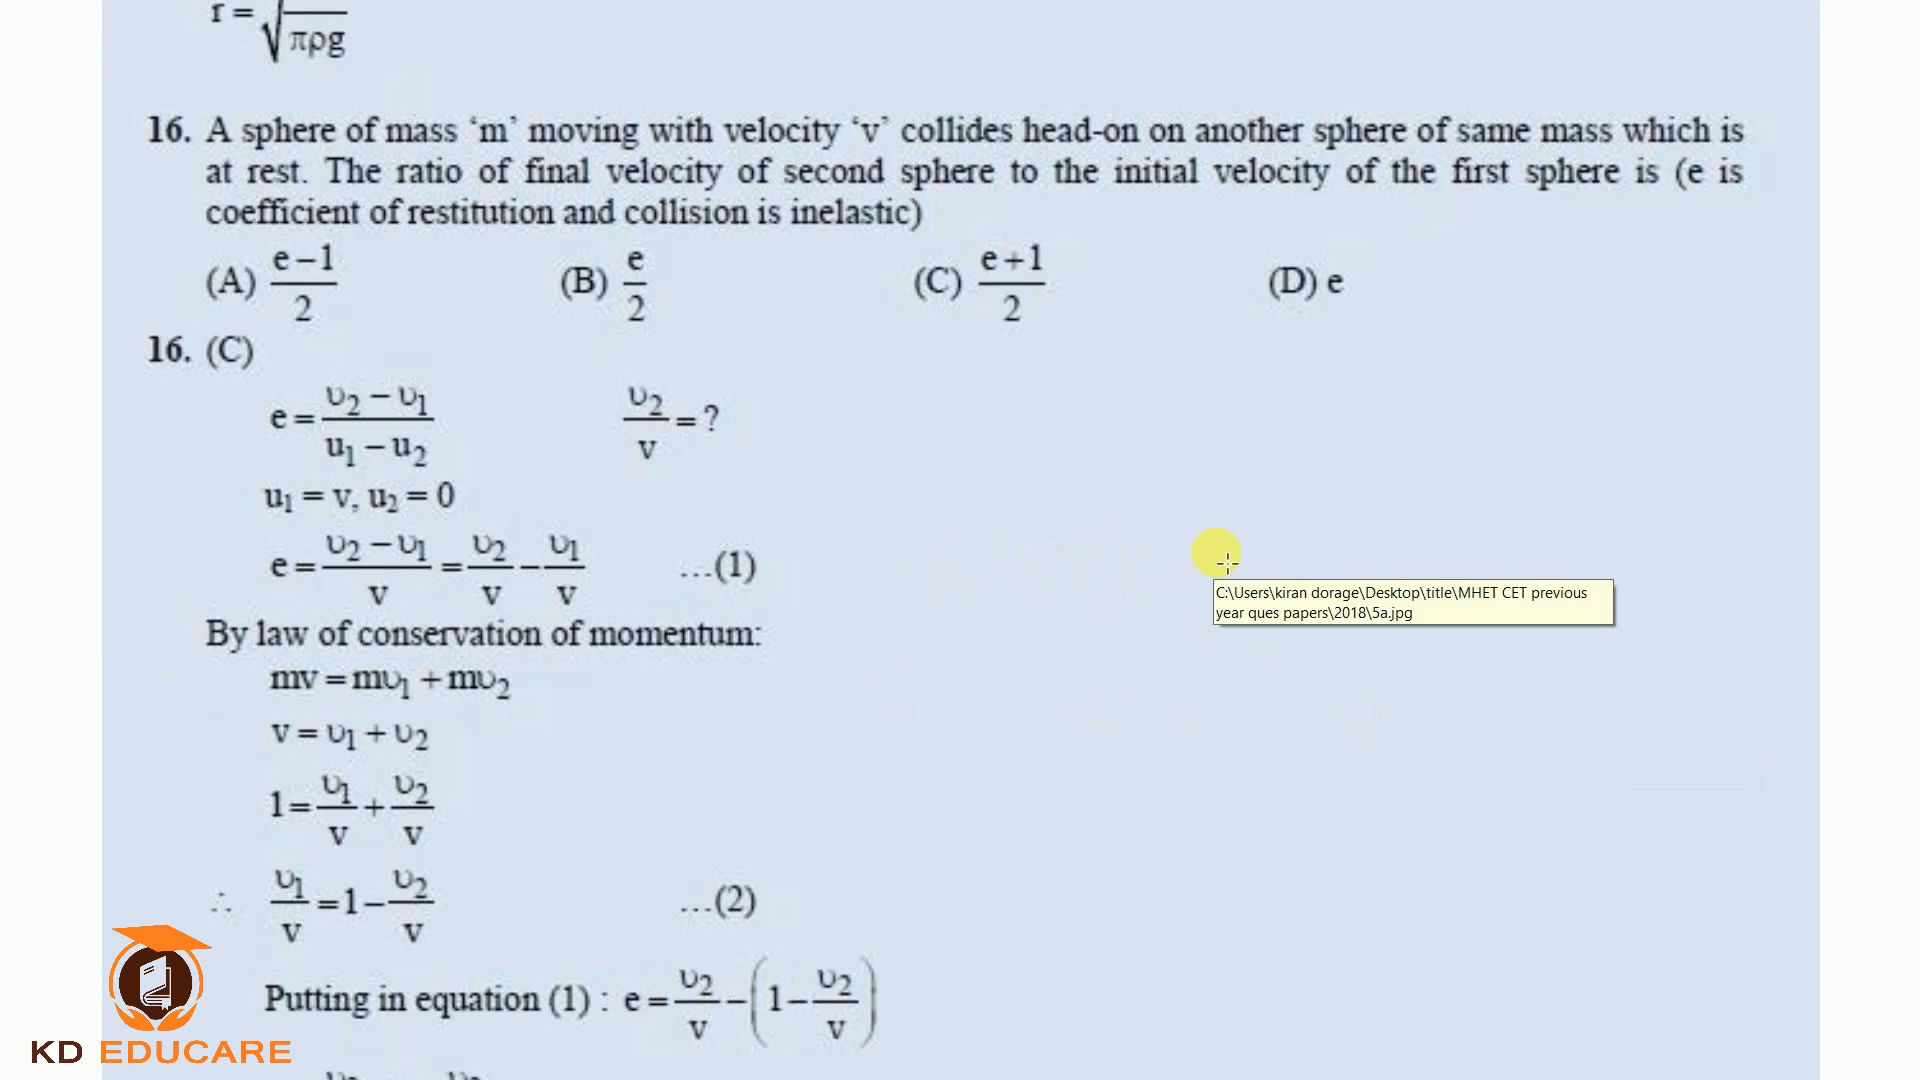 r = √ πρg
16. A sphere of mass ‘m’ moving with velocity ‘v’ collides head-on on another sphere of same mass which is
at rest. The ratio of final velocity of second sphere to the initial velocity of the first sphere is (e is
coefficient of restitution and collision is inelastic)
(A) e−1/2 (B) e/2 (C) e+1/2 (D) e
16. (C)
e = υ₂ − υ₁ / u₁ − u₂    υ₂/v = ?
u₁ = v, u₂ = 0
e = υ₂ − υ₁ / v = υ₂/v − υ₁/v …(1)
C:\Users\kiran dorage\Desktop\title\MHET CET previous
year ques papers\2018\5a.jpg
By law of conservation of momentum:
mv = mυ₁ + mυ₂
v = υ₁ + υ₂
1 = υ₁/v + υ₂/v
∴ υ₁/v = 1 − υ₂/v …(2)
Putting in equation (1) : e = υ₂/v − (1 − υ₂/v)
KD EDUCARE